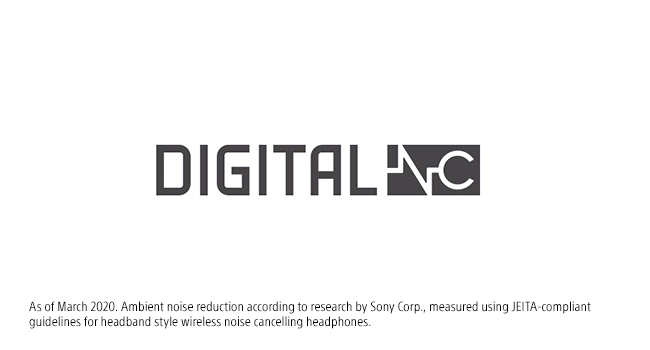 DIGITAL NC
As of March 2020. Ambient noise reduction according to research by Sony Corp., measured using JEITA-compliant
guidelines for headband style wireless noise cancelling headphones.